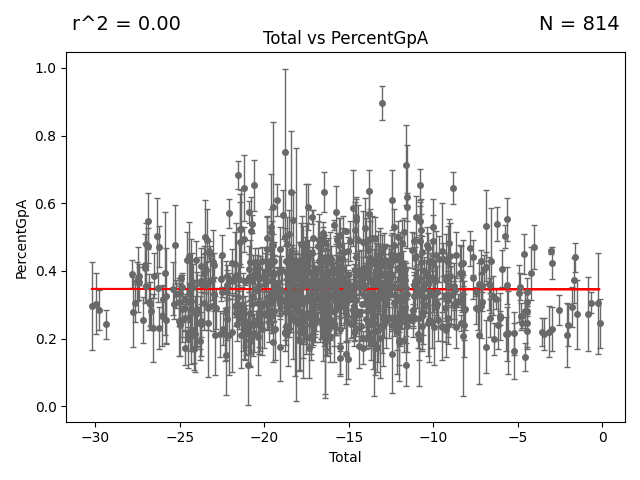 r^2 = 0.00
N = 814
Total vs PercentGpA
1.0
0.8
0.6
0.4
0.2
0.0
PercentGpA
−30
−25
−20
−15
−10
−5
0
Total